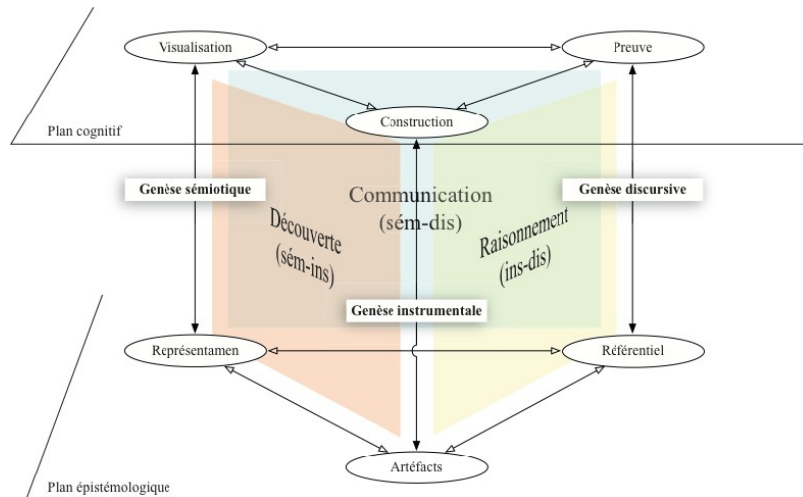 Visualisation
Preuve
Construction
Plan cognitif
Genèse sémiotique
Communication
(sém-dis)
Genèse discursive
Découverte
(sém-ins)
Raisonnement
(ins-dis)
Genèse instrumentale
Représentamen
Référentiel
Artéfacts
Plan épistémologique